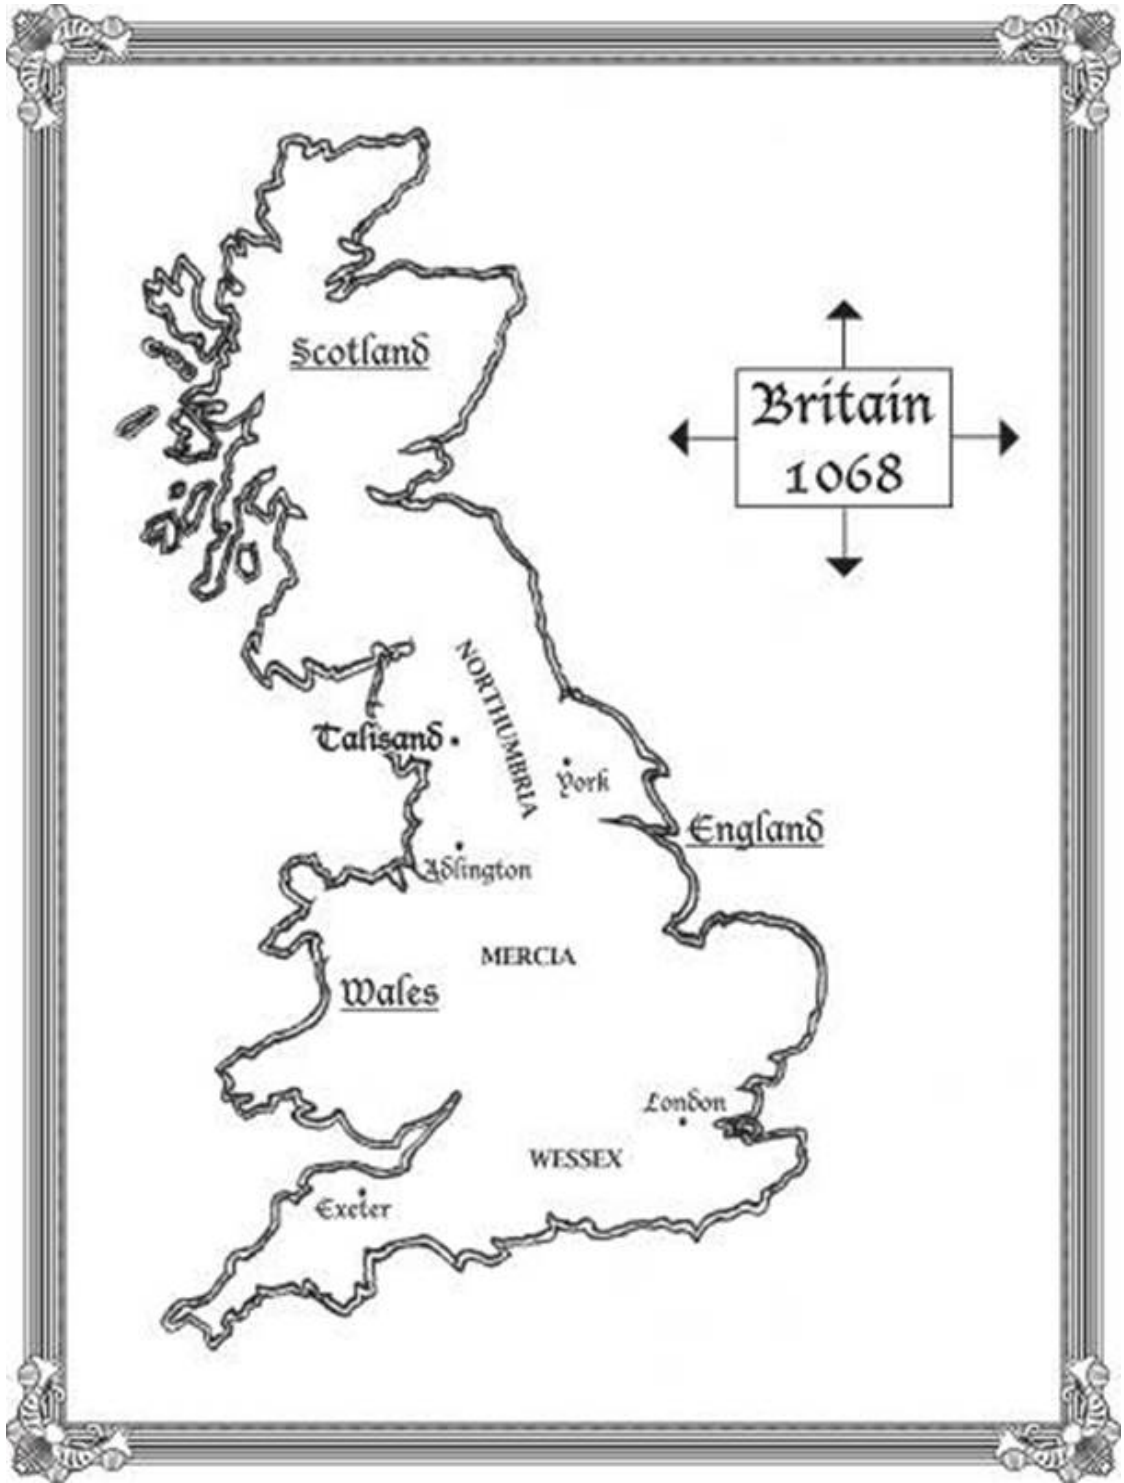 Scotland
Britain
1068
NORTHUMBRIA
Talisand
York
England
Adlington
MERCIA
Wales
London
WESSEX
Exeter